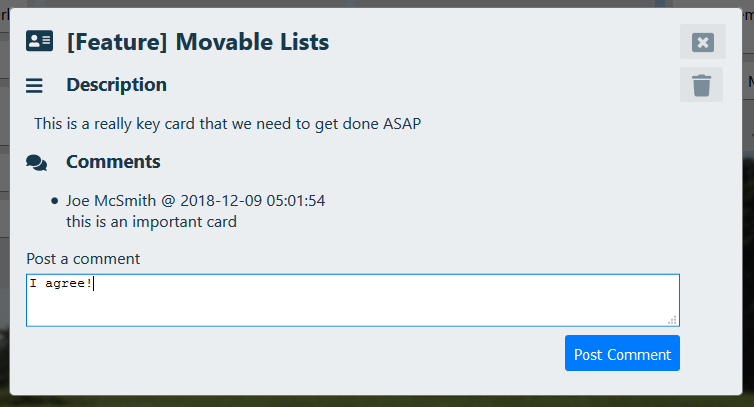 [Feature] Movable Lists
Description
This is a really key card that we need to get done ASAP
Comments
Joe McSmith @ 2018-12-09 05:01:54
this is an important card
Post a comment
I agree!
Post Comment